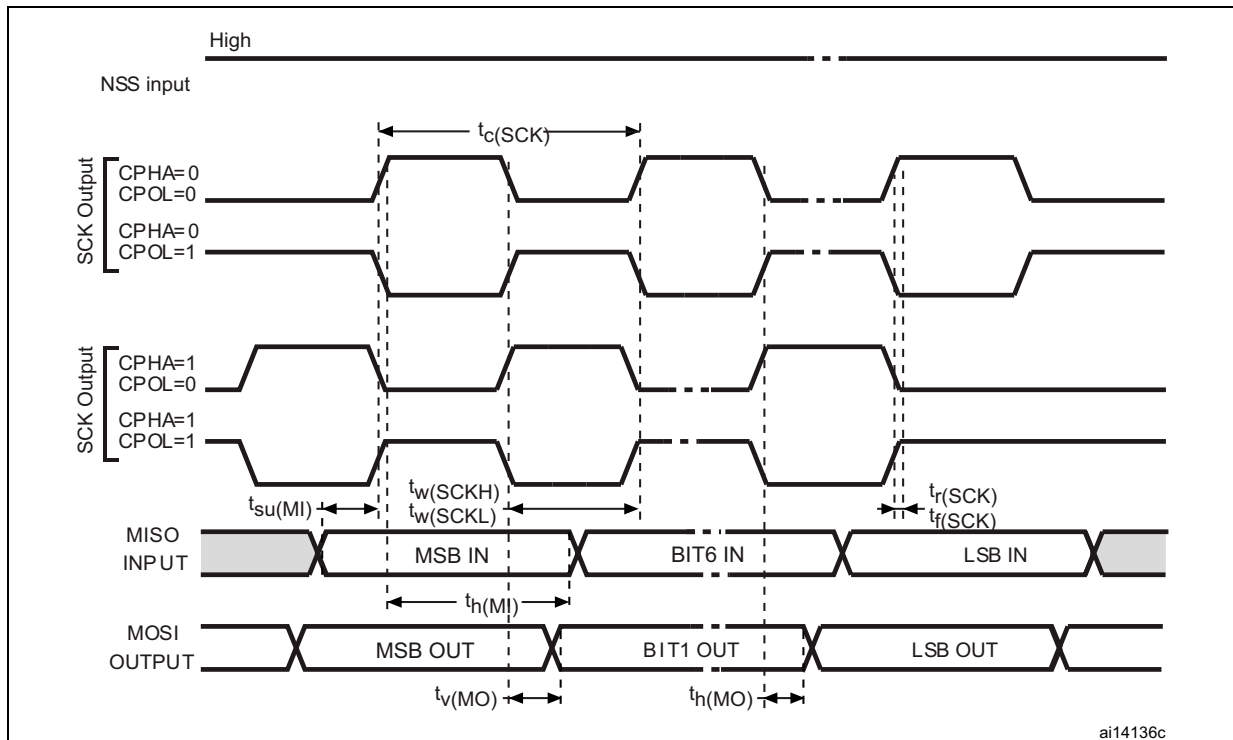 High
NSS input
tc(SCK)
SCK Output
CPHA=0
CPOL=0
CPHA=0
CPOL=1
SCK Output
CPHA=1
CPOL=0
CPHA=1
CPOL=1
tsu(MI)
tw(SCKH)
tw(SCKL)
tr(SCK)
tf(SCK)
MISO
INPUT
MSB IN
BIT6 IN
LSB IN
th(MI)
MOSI
OUTPUT
MSB OUT
BIT1 OUT
LSB OUT
tv(MO)
th(MO)
ai14136c